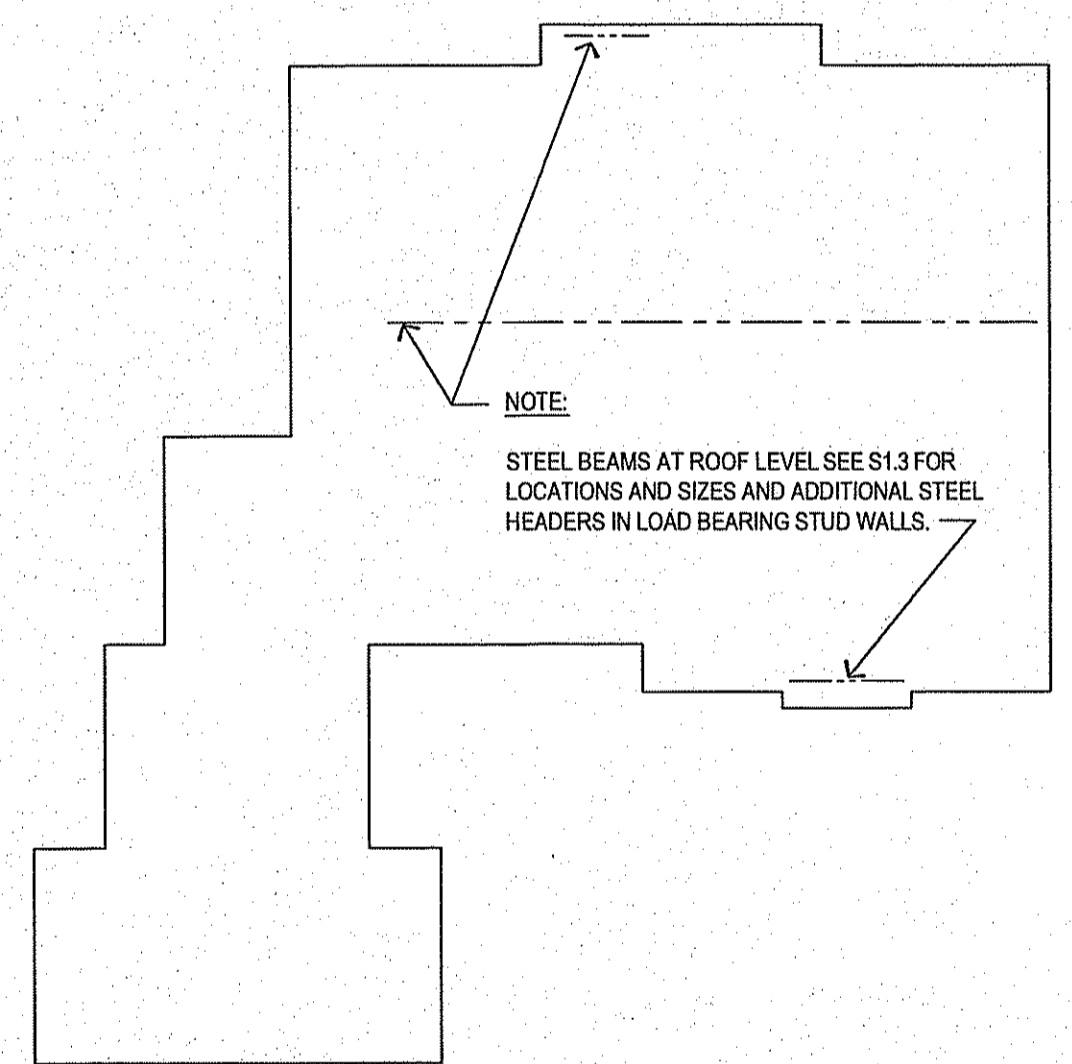 NOTE:
STEEL BEAMS AT ROOF LEVEL SEE S1.3 FOR
LOCATIONS AND SIZES AND ADDITIONAL STEEL
HEADERS IN LOAD BEARING STUD WALLS.